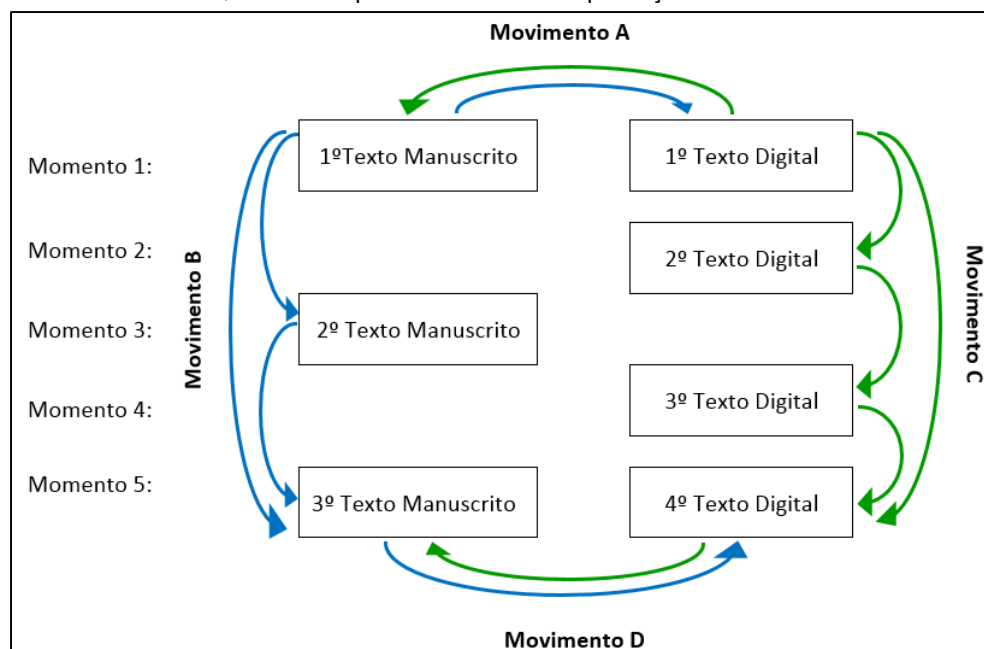 Movimento A
1ºTexto Manuscrito
1º Texto Digital
Momento 1:
Momento 2:
2º Texto Digital
Movimento B
Movimento C
Momento 3:
2º Texto Manuscrito
3º Texto Digital
Momento 4:
Momento 5:
3º Texto Manuscrito
4º Texto Digital
Movimento D